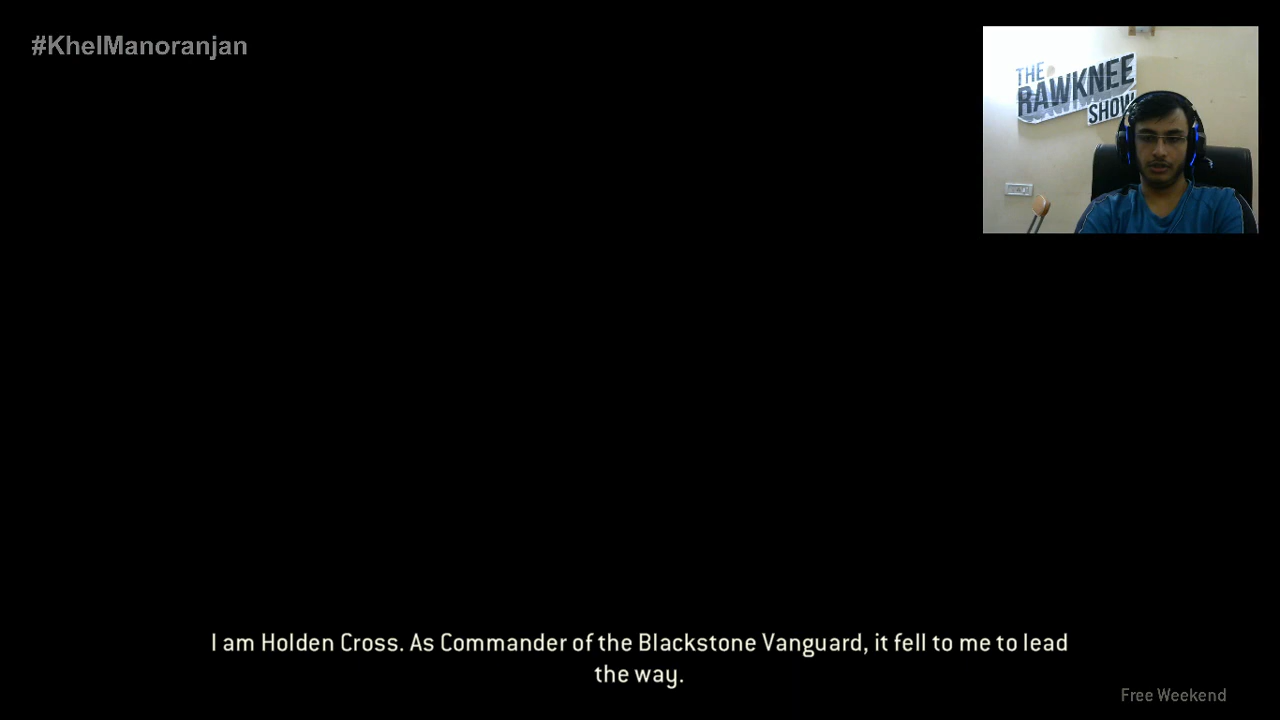 #KhelManoranjan
THE
RAWKNEE
SHOW
I am Holden Cross. As Commander of the Blackstone Vanguard, it fell to me to lead
the way.
Free Weekend